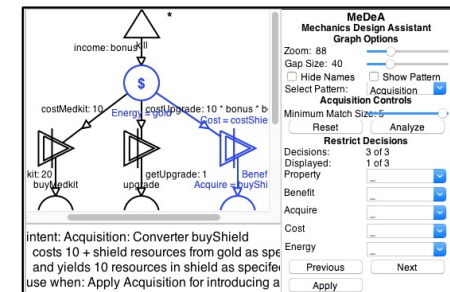 *
kill
income: bonus
$
costMedkit: 10
costUpgrade: 10 * bonus * b
Energy = gold
Cost = costShie
kit: 20
getUpgrade: 1
Benef
buyMedkit
upgrade
Acquire = buyShi
intent: Acquisition: Converter buyShield
costs 10 + shield resources from gold as spe
and yields 10 resources in shield as specifed
use when: Apply Acquisition for introducing a
MeDeA
Mechanics Design Assistant
Graph Options
Zoom: 88
Gap Size: 40
Hide Names Show Pattern
Select Pattern: Acquisition
Acquisition Controls
Minimum Match Size: 5
Reset Analyze
Restrict Decisions
Decisions: 3 of 3
Displayed: 1 of 3
Property _
Benefit _
Acquire _
Cost _
Energy _
Previous Next
Apply